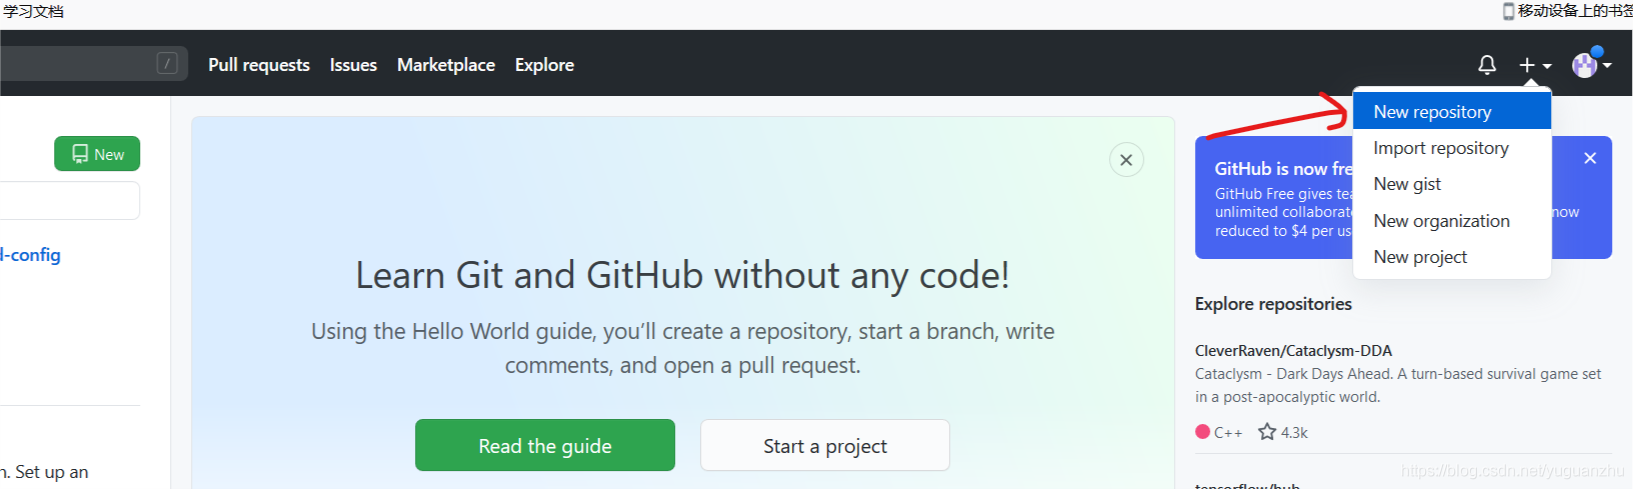 学习文档
移动设备上的书签
/
Pull requests
Issues
Marketplace
Explore
New repository
Import repository
New gist
New organization
New project
New
d-config
n. Set up an
Learn Git and GitHub without any code!
Using the Hello World guide, you’ll create a repository, start a branch, write
comments, and open a pull request.
Read the guide
Start a project
GitHub is now fre
GitHub Free gives tea
unlimited collaborat now
reduced to $4 per us
Explore repositories
CleverRaven/Cataclysm-DDA
Cataclysm - Dark Days Ahead. A turn-based survival game set
in a post-apocalyptic world.
C++ 4.3k
tensorflow/hub
https://blog.csdn.net/yuguanzhu